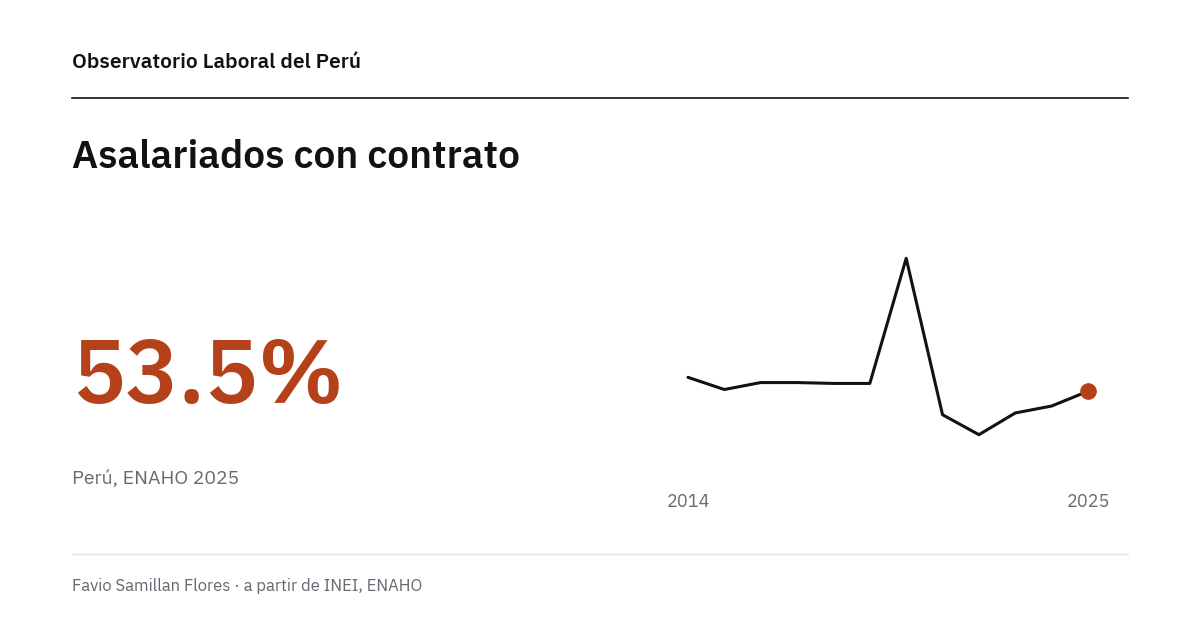 Observatorio Laboral del Perú
Asalariados con contrato
53.5%
Perú, ENAHO 2025
2014
2025
Favio Samillan Flores · a partir de INEI, ENAHO